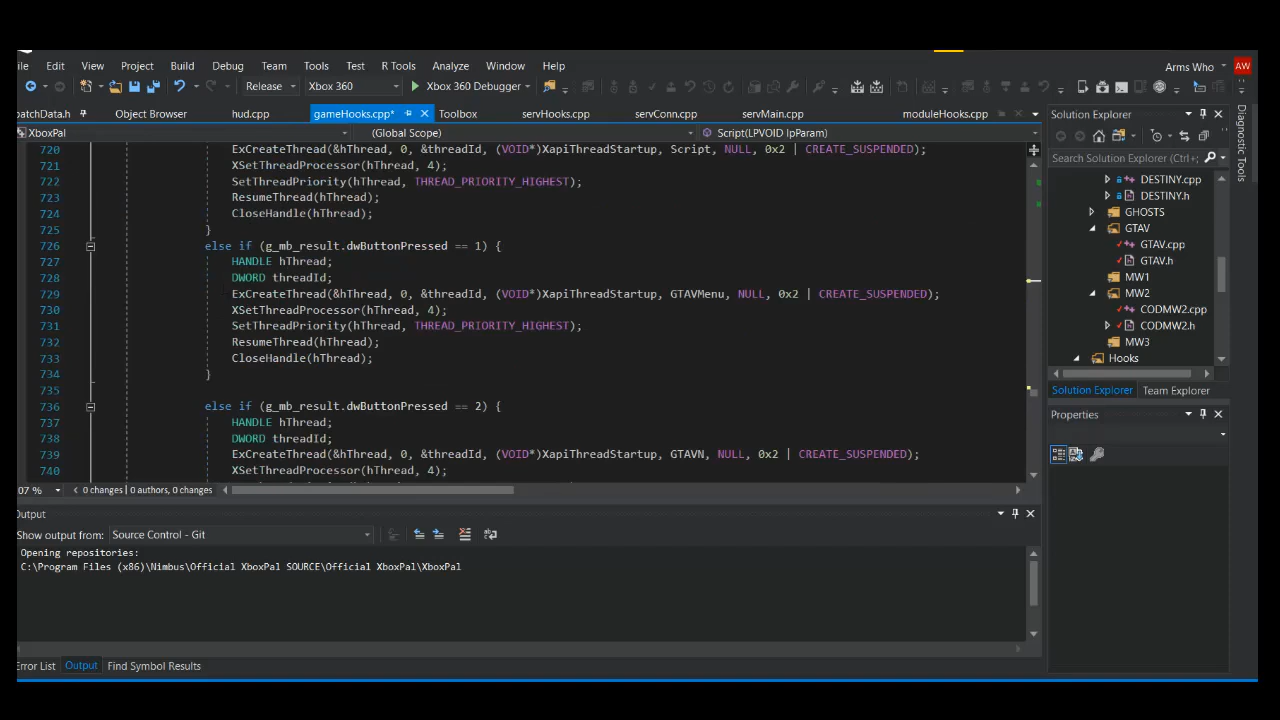 ile Edit View Project Build Debug Team Tools Test R Tools Analyze Window Help Arms Who AW
Release Xbox 360 Xbox 360 Debugger
patchData.h Object Browser hud.cpp gameHooks.cpp* Toolbox servHooks.cpp servConn.cpp servMain.cpp moduleHooks.cpp
XboxPal (Global Scope) Script(LPVOID lpParam)
720 ExCreateThread(&hThread, 0, &threadId, (VOID*)XapiThreadStartup, Script, NULL, 0x2 | CREATE_SUSPENDED);
721 XSetThreadProcessor(hThread, 4);
722 SetThreadPriority(hThread, THREAD_PRIORITY_HIGHEST);
723 ResumeThread(hThread);
724 CloseHandle(hThread);
725 }
726 else if (g_mb_result.dwButtonPressed == 1) {
727 HANDLE hThread;
728 DWORD threadId;
729 ExCreateThread(&hThread, 0, &threadId, (VOID*)XapiThreadStartup, GTAVMenu, NULL, 0x2 | CREATE_SUSPENDED);
730 XSetThreadProcessor(hThread, 4);
731 SetThreadPriority(hThread, THREAD_PRIORITY_HIGHEST);
732 ResumeThread(hThread);
733 CloseHandle(hThread);
734 }
735
736 else if (g_mb_result.dwButtonPressed == 2) {
737 HANDLE hThread;
738 DWORD threadId;
739 ExCreateThread(&hThread, 0, &threadId, (VOID*)XapiThreadStartup, GTAVN, NULL, 0x2 | CREATE_SUSPENDED);
740 XSetThreadProcessor(hThread, 4);
07 % 0 changes | 0 authors, 0 changes
Output
Show output from: Source Control - Git
Opening repositories:
C:\Program Files (x86)\Nimbus\Official XboxPal SOURCE\Official XboxPal\XboxPal
Error List Output Find Symbol Results
Solution Explorer
Search Solution Explorer (Ctrl+;
DESTINY.cpp
DESTINY.h
GHOSTS
GTAV
GTAV.cpp
GTAV.h
MW1
MW2
CODMW2.cpp
CODMW2.h
MW3
Hooks
Solution Explorer Team Explorer
Properties
Diagnostic Tools